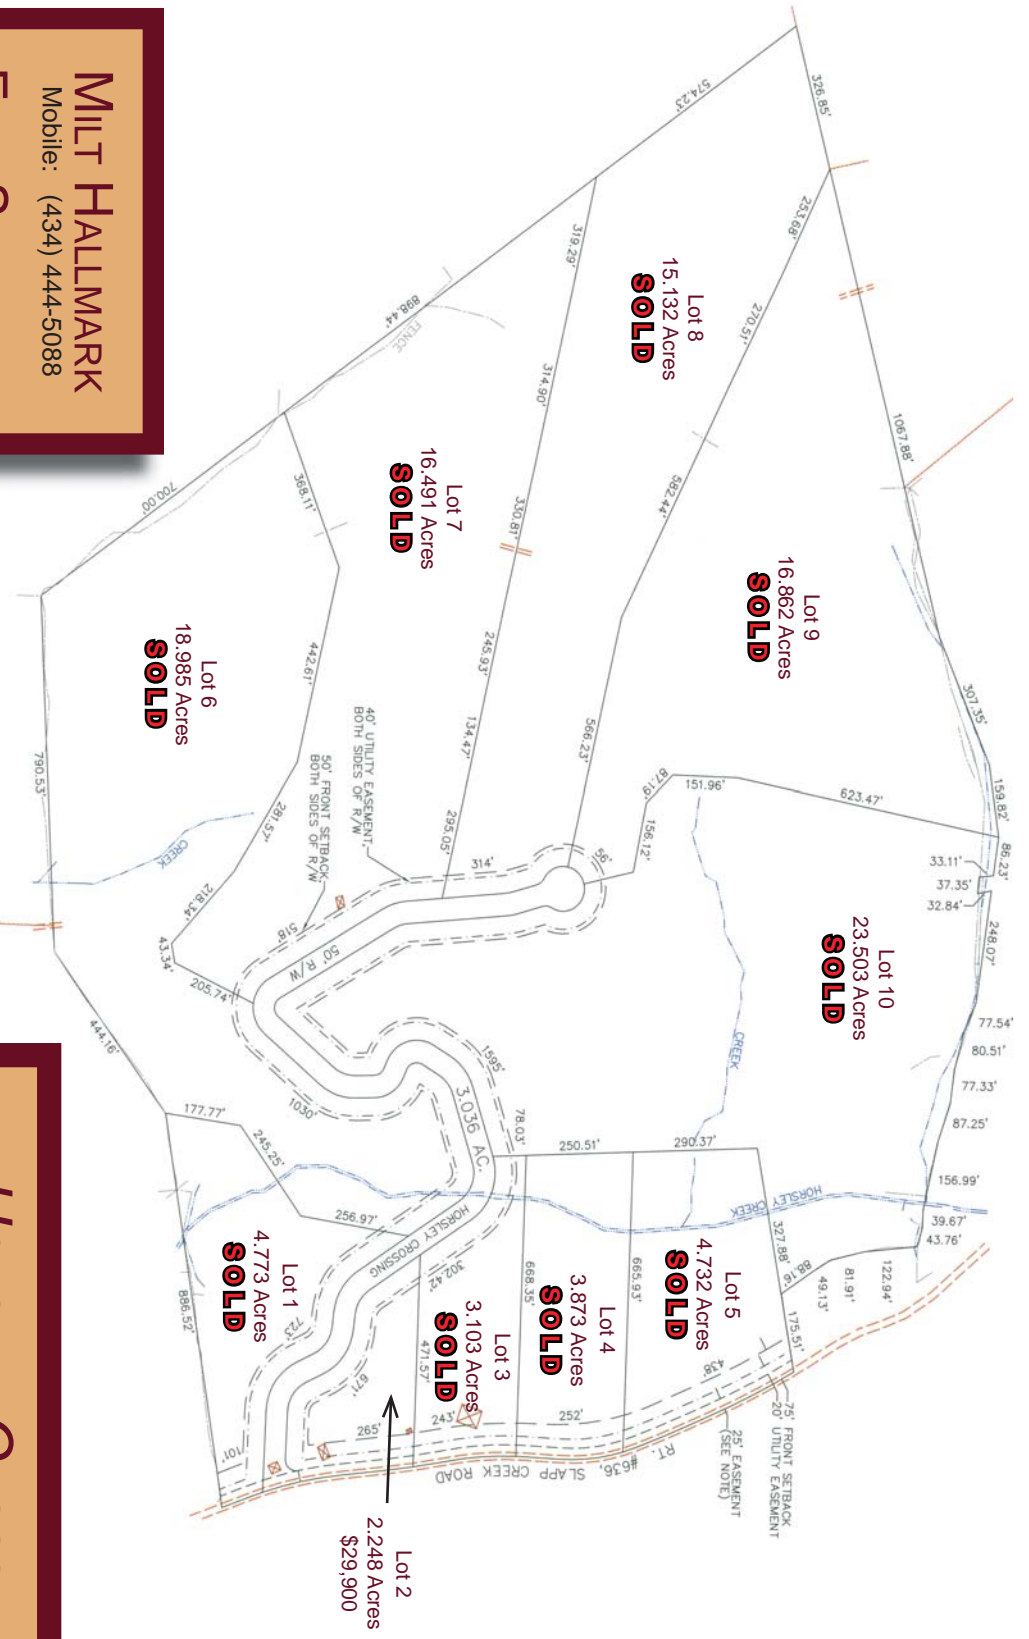 MILT HALLMARK
Mobile: (434) 444-5088
Lot 8
15.132 Acres
SOLD
Lot 9
16.862 Acres
SOLD
Lot 7
16.491 Acres
SOLD
Lot 6
18.985 Acres
SOLD
Lot 10
23.503 Acres
SOLD
Lot 5
4.732 Acres
SOLD
Lot 4
3.873 Acres
SOLD
Lot 3
3.103 Acres
SOLD
Lot 1
4.773 Acres
SOLD
Lot 2
2.248 Acres
$29,900
326.85'
574.23'
253.68'
270.51'
1067.88'
319.29'
314.90'
330.81'
582.44'
898.44'
FENCE
368.11'
700.00'
442.61'
245.93'
134.47'
295.05'
566.23'
307.35'
159.82'
86.23'
33.11'
37.35'
32.84'
248.07'
77.54'
80.51'
77.33'
87.25'
156.99'
39.67'
43.76'
122.94'
81.91'
49.13'
88.16'
623.47'
151.96'
87.19
156.12'
56'
314'
40' UTILITY EASEMENT,
BOTH SIDES OF R/W
50' FRONT SETBACK,
BOTH SIDES OF R/W
281.57'
218.34'
43.34'
205.74'
518'
50' R/W
790.53'
CREEK
444.16'
177.77'
245.25'
256.97'
886.52'
1030'
1595'
3.036 AC.
78.03'
250.51'
290.37'
CREEK
HORSLEY CREEK
327.88'
175.51'
665.93'
668.35'
HORSLEY CROSSING
302.42'
471.57'
723'
671'
101'
265'
243'
252'
438'
75' FRONT SETBACK
20' UTILITY EASEMENT
25' EASEMENT
(SEE NOTE)
RT. #636, SLAPP CREEK ROAD